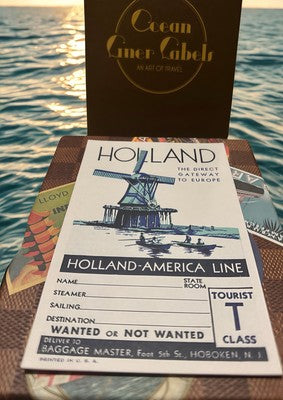 Ocean
Liner Labels
AN ART OF TRAVEL
LLOYD
HOLLAND
THE DIRECT
GATEWAY
TO EUROPE
HOLLAND-AMERICA LINE
NAME
STATE
ROOM
STEAMER
SAILING
DESTINATION
WANTED OR NOT WANTED
TOURIST
T
CLASS
DELIVER TO
BAGGAGE MASTER, Foot 5th St., HOBOKEN, N. J.
PRINTED IN U. S. A.